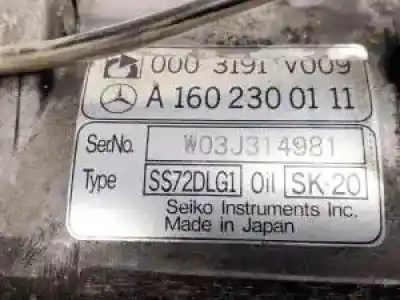 000 3191 V009
A 160 230 01 11
Ser.No. W03J314981
Type SS72DLG1 Oil SK-20
Seiko Instruments Inc.
Made in Japan